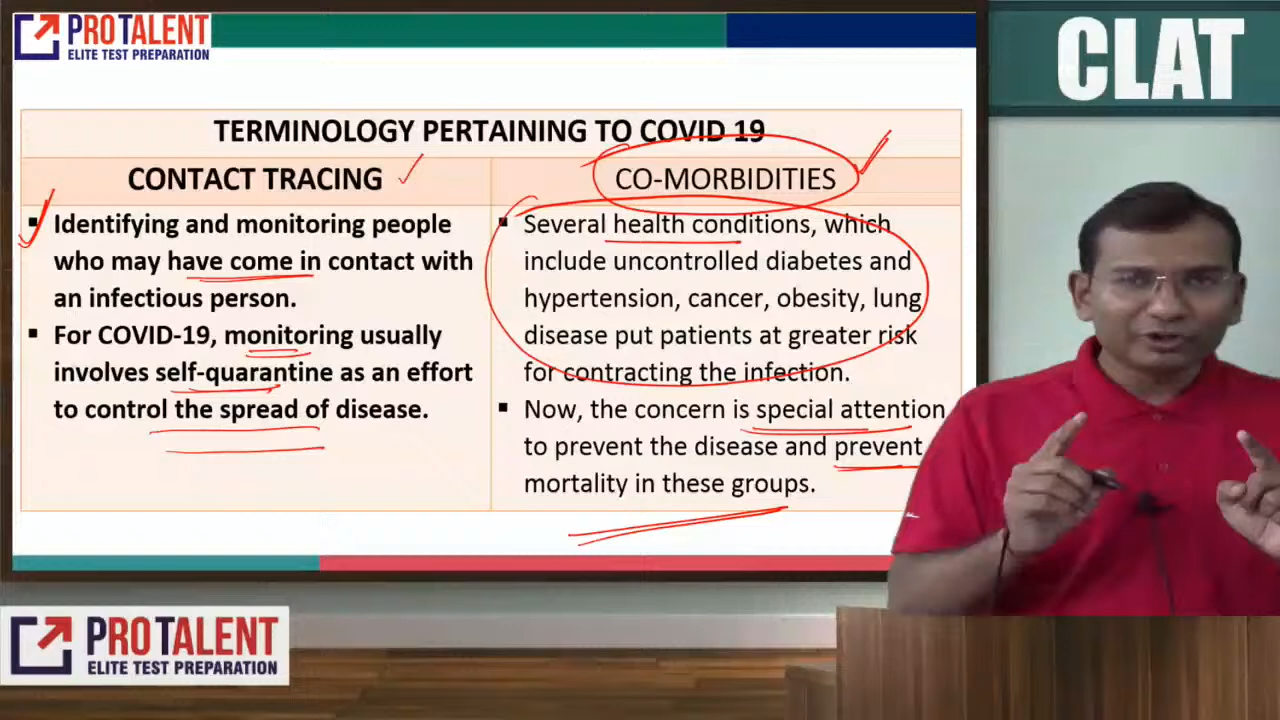 PROTALENT
ELITE TEST PREPARATION
CLAT
TERMINOLOGY PERTAINING TO COVID 19
CONTACT TRACING
▪ Identifying and monitoring people
who may have come in contact with
an infectious person.
▪ For COVID-19, monitoring usually
involves self-quarantine as an effort
to control the spread of disease.
CO-MORBIDITIES
▪ Several health conditions, which
include uncontrolled diabetes and
hypertension, cancer, obesity, lung
disease put patients at greater risk
for contracting the infection.
▪ Now, the concern is special attention
to prevent the disease and prevent
mortality in these groups.
PROTALENT
ELITE TEST PREPARATION